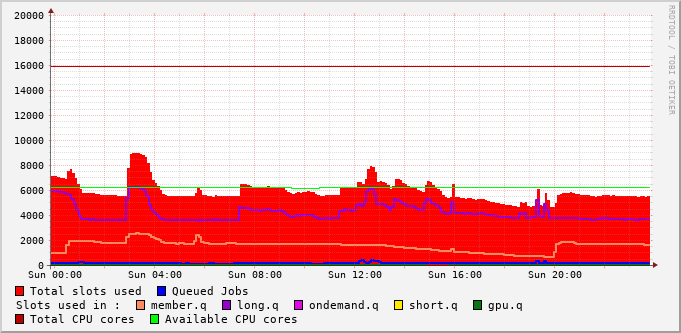 20000
18000
16000
14000
12000
10000
8000
6000
4000
2000
0
Sun 00:00 Sun 04:00 Sun 08:00 Sun 12:00 Sun 16:00 Sun 20:00
Total slots used Queued Jobs
Slots used in : member.q long.q ondemand.q short.q gpu.q
Total CPU cores Available CPU cores
RRDTOOL / TOBI OETIKER